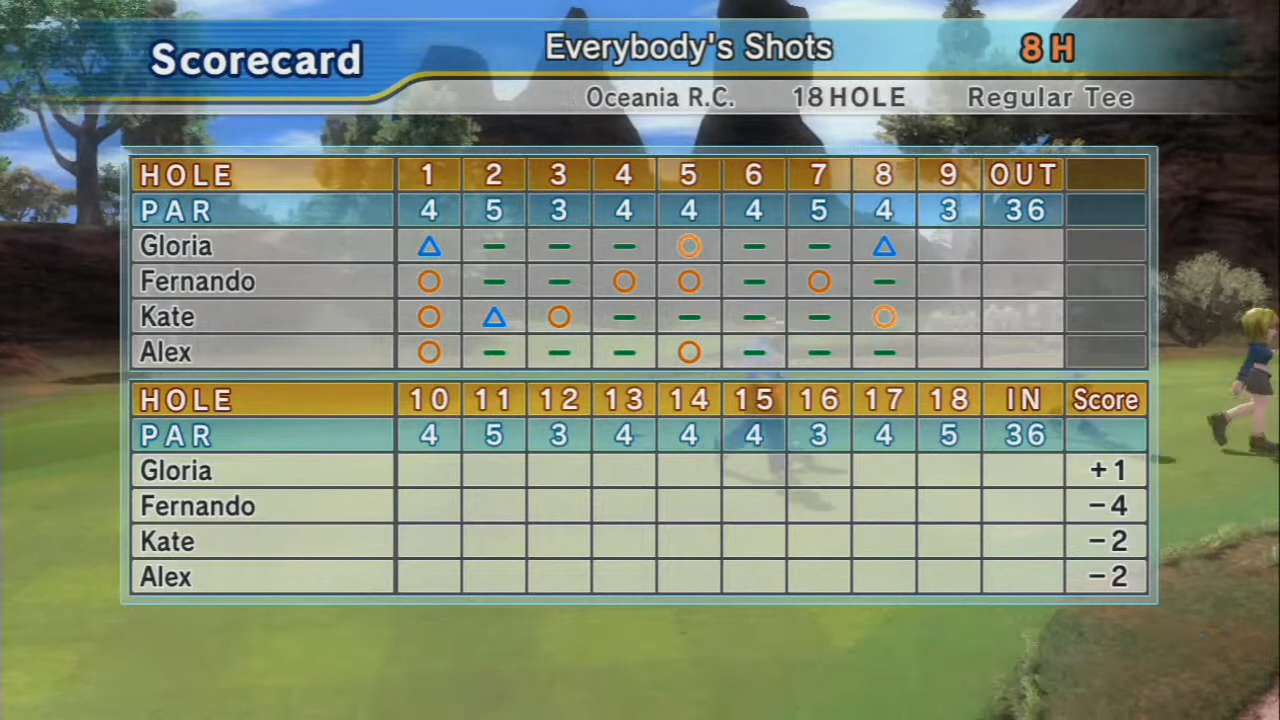 Scorecard Everybody's Shots 8H
Oceania R.C. 18HOLE Regular Tee
HOLE 1 2 3 4 5 6 7 8 9 OUT
PAR 4 5 3 4 4 4 5 4 3 36
Gloria △ – – – ○ – – △
Fernando ○ – – ○ ○ – ○ –
Kate ○ △ ○ – – – – ○
Alex ○ – – – ○ – – –
HOLE 10 11 12 13 14 15 16 17 18 IN Score
PAR 4 5 3 4 4 4 3 4 5 36
Gloria +1
Fernando −4
Kate −2
Alex −2